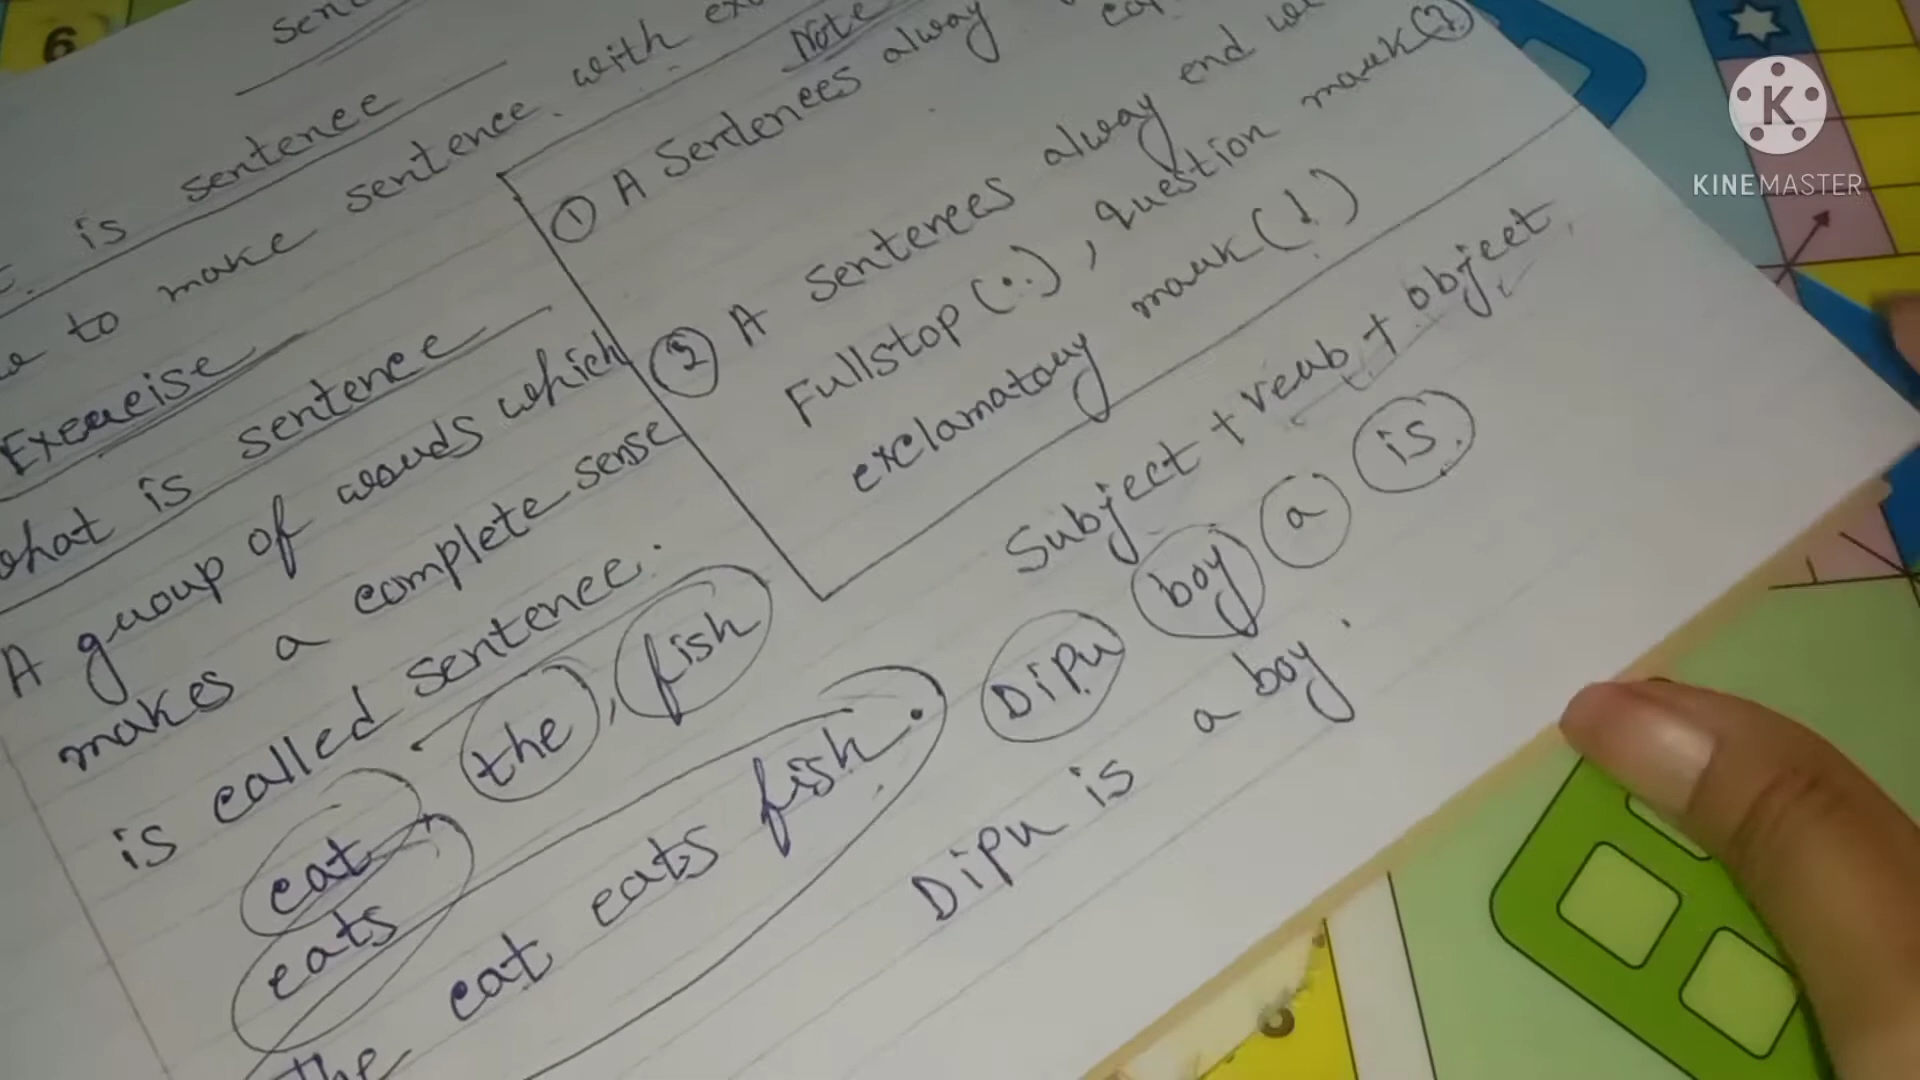 6
is sentence
to make sentence with
Exercise
what is sentence
A group of words which
makes a complete sense
is called sentence.
cat the, fish
eats
The cat eats fish.
Note
① A Sentences alway
② A Sentences alway end
Fullstop (.), question mark (?)
exclamatory mark (!)
Subject + verb + object
Dipu boy a is
Dipu is a boy.
K
KINEMASTER